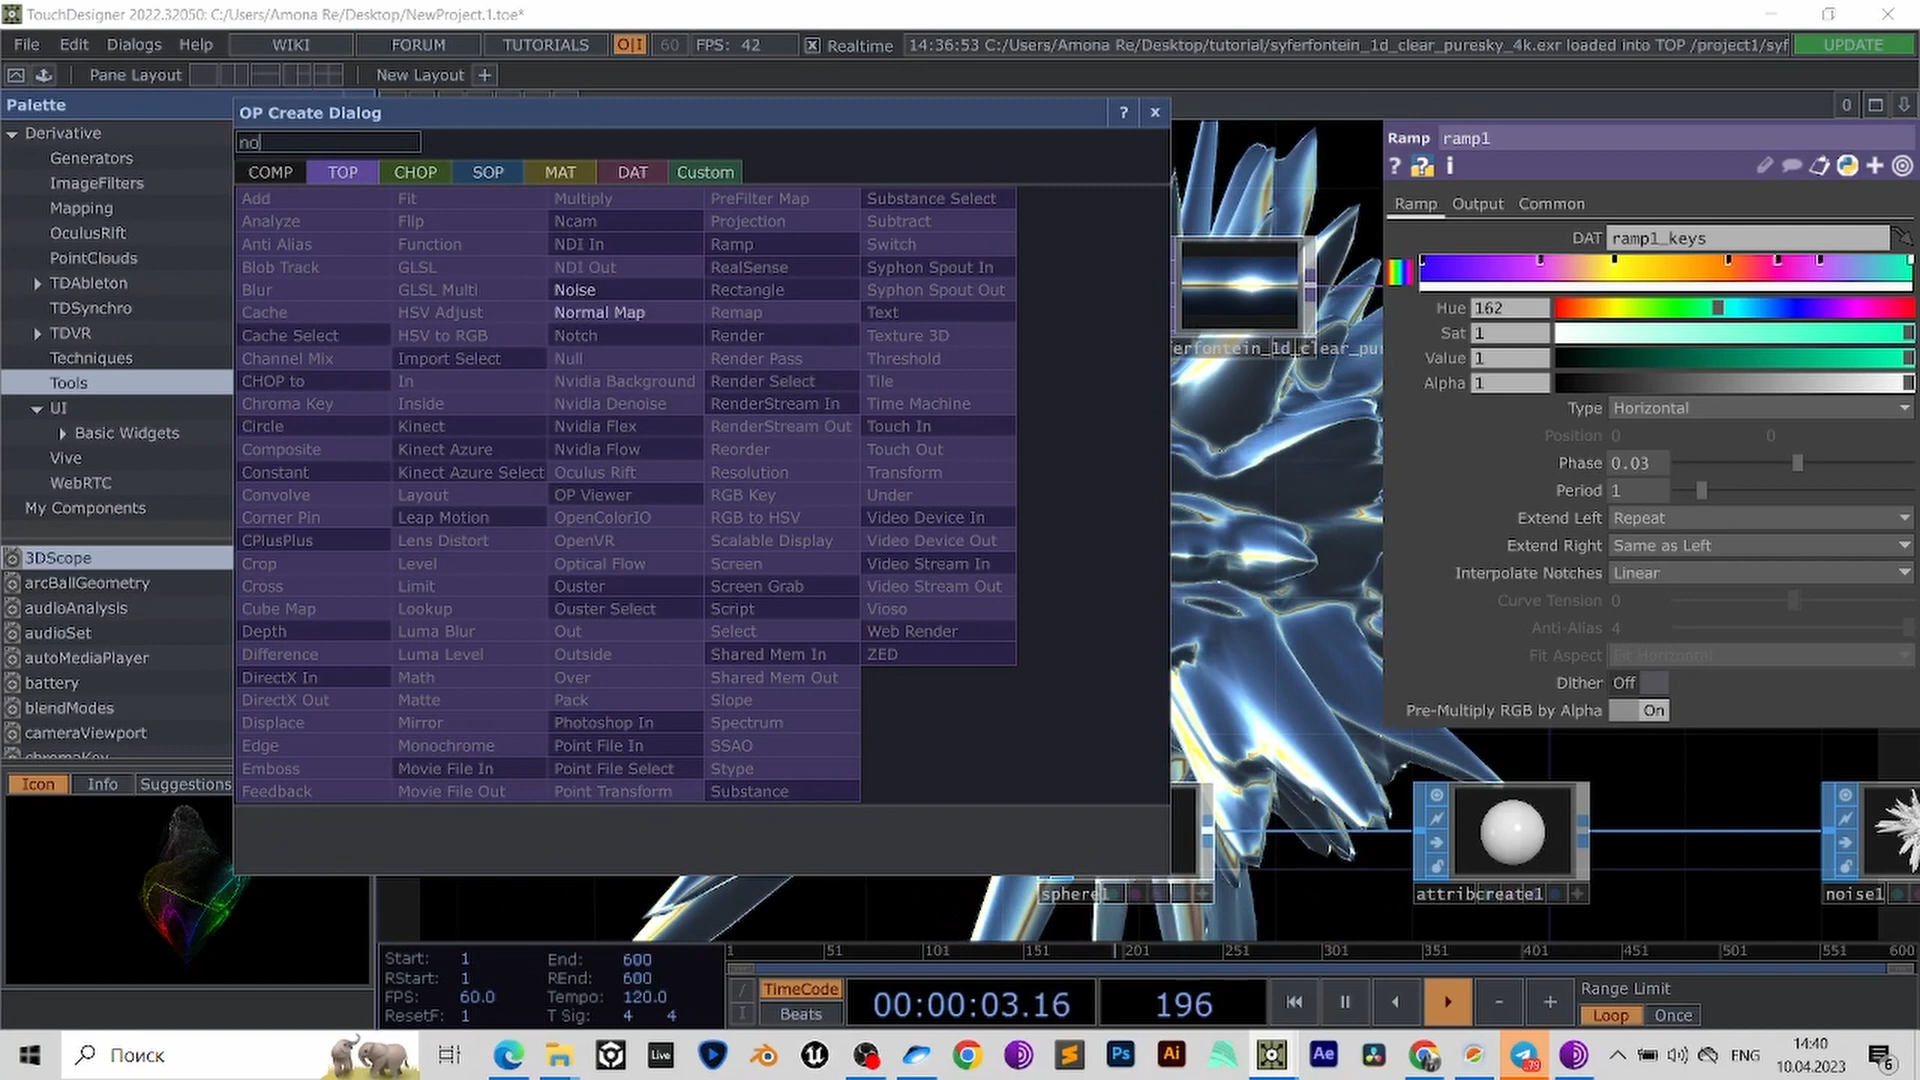 TouchDesigner 2022.32050: C:/Users/Amona Re/Desktop/NewProject.1.toe*
File Edit Dialogs Help WIKI FORUM TUTORIALS O|I 60 FPS: 42 Realtime 14:36:53 C:/Users/Amona Re/Desktop/tutorial/syferfontein_1d_clear_puresky_4k.exr loaded into TOP /project1/syf UPDATE
Pane Layout New Layout +
Palette
Derivative
Generators
ImageFilters
Mapping
OculusRift
PointClouds
TDAbleton
TDSynchro
TDVR
Techniques
Tools
UI
Basic Widgets
Vive
WebRTC
My Components
3DScope
arcBallGeometry
audioAnalysis
audioSet
autoMediaPlayer
battery
blendModes
cameraViewport
Icon Info Suggestions
OP Create Dialog ? x
no
COMP TOP CHOP SOP MAT DAT Custom
Add Fit Multiply PreFilter Map Substance Select
Analyze Flip Ncam Projection Subtract
Anti Alias Function NDI In Ramp Switch
Blob Track GLSL NDI Out RealSense Syphon Spout In
Blur GLSL Multi Noise Rectangle Syphon Spout Out
Cache HSV Adjust Normal Map Remap Text
Cache Select HSV to RGB Notch Render Texture 3D
Channel Mix Import Select Null Render Pass Threshold
CHOP to In Nvidia Background Render Select Tile
Chroma Key Inside Nvidia Denoise RenderStream In Time Machine
Circle Kinect Nvidia Flex RenderStream Out Touch In
Composite Kinect Azure Nvidia Flow Reorder Touch Out
Constant Kinect Azure Select Oculus Rift Resolution Transform
Convolve Layout OP Viewer RGB Key Under
Corner Pin Leap Motion OpenColorIO RGB to HSV Video Device In
CPlusPlus Lens Distort OpenVR Scalable Display Video Device Out
Crop Level Optical Flow Screen Video Stream In
Cross Limit Ouster Screen Grab Video Stream Out
Cube Map Lookup Ouster Select Script Vioso
Depth Luma Blur Out Select Web Render
Difference Luma Level Outside Shared Mem In ZED
DirectX In Math Over Shared Mem Out
DirectX Out Matte Pack Slope
Displace Mirror Photoshop In Spectrum
Edge Monochrome Point File In SSAO
Emboss Movie File In Point File Select Stype
Feedback Movie File Out Point Transform Substance
0
Ramp ramp1
? ? i
Ramp Output Common
DAT ramp1_keys
Hue 162
Sat 1
Value 1
Alpha 1
Type Horizontal
Position 0 0
Phase 0.03
Period 1
Extend Left Repeat
Extend Right Same as Left
Interpolate Notches Linear
Curve Tension 0
Anti-Alias 4
Fit Aspect Fit Horizontal
Dither Off
Pre-Multiply RGB by Alpha On
erfontein_1d_clear_pur
sphere1 attribcreate1 noise1
1 51 101 151 201 251 301 351 401 451 501 551 600
Start: 1 End: 600
RStart: 1 REnd: 600
FPS: 60.0 Tempo: 120.0
ResetF: 1 T Sig: 4 4
TimeCode
Beats
00:00:03.16 196
Range Limit
Loop Once
Поиск
Live
Ps Ai Ae
79
ENG
14:40
10.04.2023
6